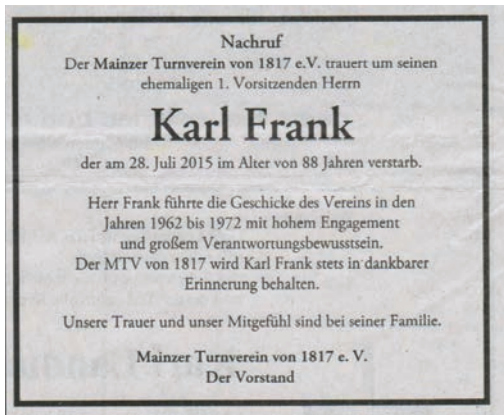 Nachruf
Der Mainzer Turnverein von 1817 e.V. trauert um seinen
ehemaligen 1. Vorsitzenden Herrn
Karl Frank
der am 28. Juli 2015 im Alter von 88 Jahren verstarb.
Herr Frank führte die Geschicke des Vereins in den
Jahren 1962 bis 1972 mit hohem Engagement
und großem Verantwortungsbewusstsein.
Der MTV von 1817 wird Karl Frank stets in dankbarer
Erinnerung behalten.
Unsere Trauer und unser Mitgefühl sind bei seiner Familie.
Mainzer Turnverein von 1817 e. V.
Der Vorstand